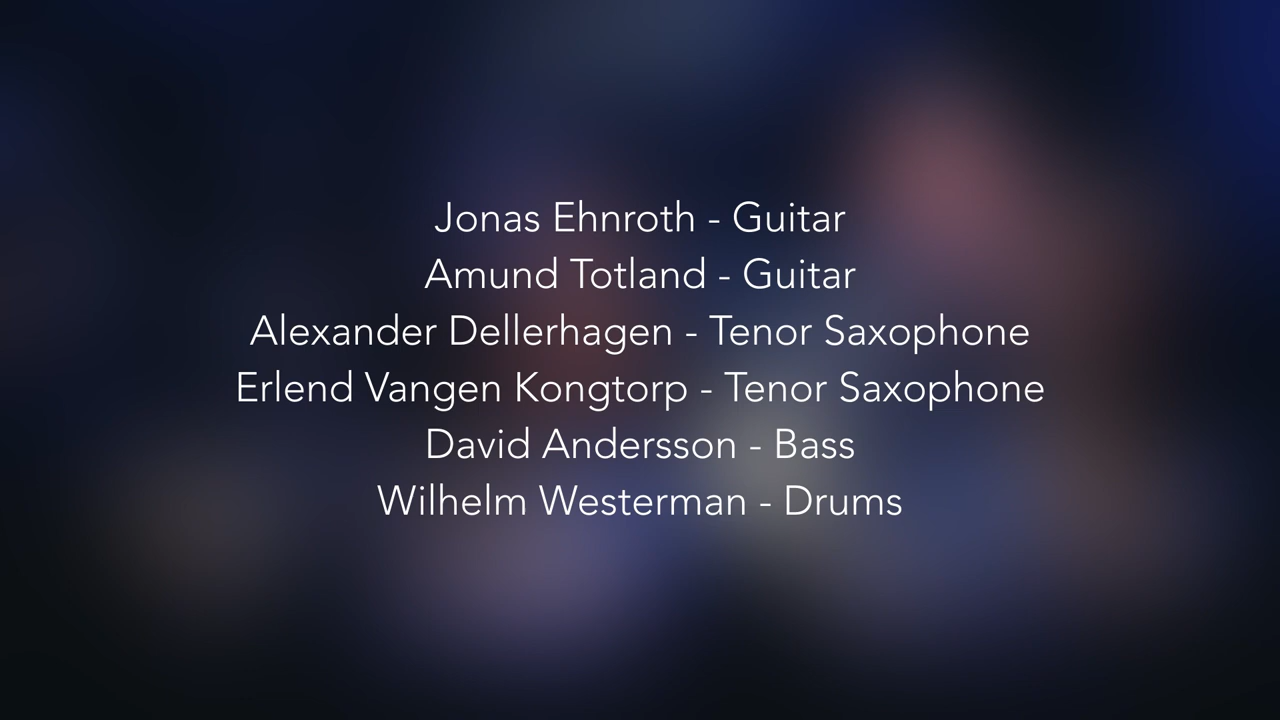 Jonas Ehnroth - Guitar
Amund Totland - Guitar
Alexander Dellerhagen - Tenor Saxophone
Erlend Vangen Kongtorp - Tenor Saxophone
David Andersson - Bass
Wilhelm Westerman - Drums